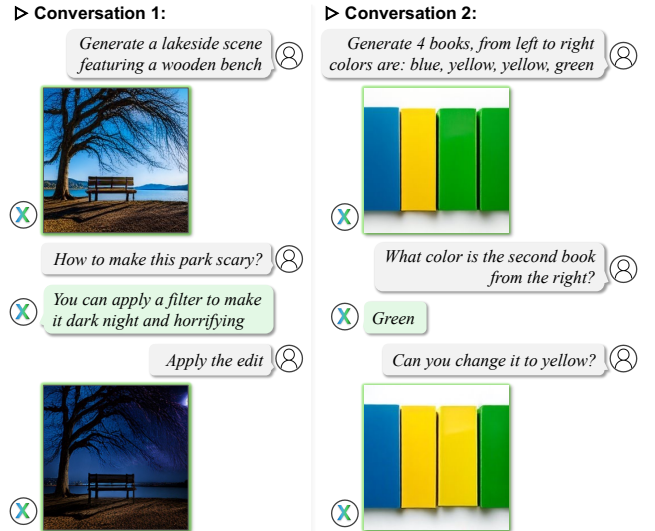 ▷ Conversation 1:
Generate a lakeside scene
featuring a wooden bench
How to make this park scary?
You can apply a filter to make
it dark night and horrifying
Apply the edit
▷ Conversation 2:
Generate 4 books, from left to right
colors are: blue, yellow, yellow, green
What color is the second book
from the right?
Green
Can you change it to yellow?